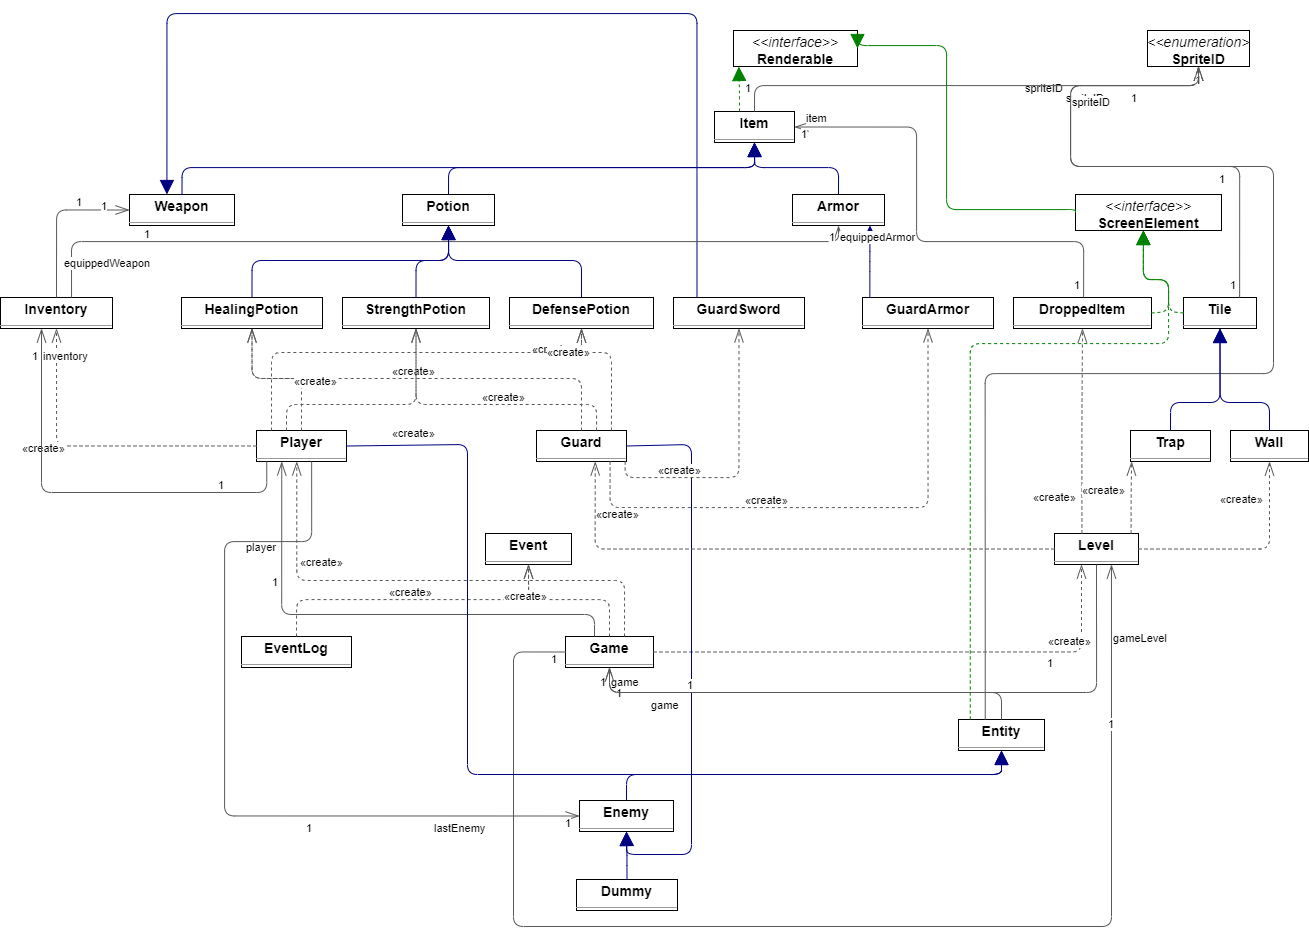 <<interface>>
Renderable
<<enumeration>
SpriteID
1
spriteID
1
1
spriteID
Item
item
1
1
Weapon
Potion
Armor
<<interface>>
ScreenElement
1
1
1
1
equippedArmor
equippedWeapon
1
1
Inventory
HealingPotion
StrengthPotion
DefensePotion
GuardSword
GuardArmor
DroppedItem
Tile
1
inventory
«create»
«create»
«create»
«create»
«create»
Player
Guard
Trap
Wall
«create»
«create»
1
«create»
«create»
«create»
«create»
«create»
player
Event
Level
«create»
1
«create»
«create»
EventLog
Game
«create»
gameLevel
1
1
1
game
1
1
game
1
Entity
Enemy
1
lastEnemy
1
Dummy